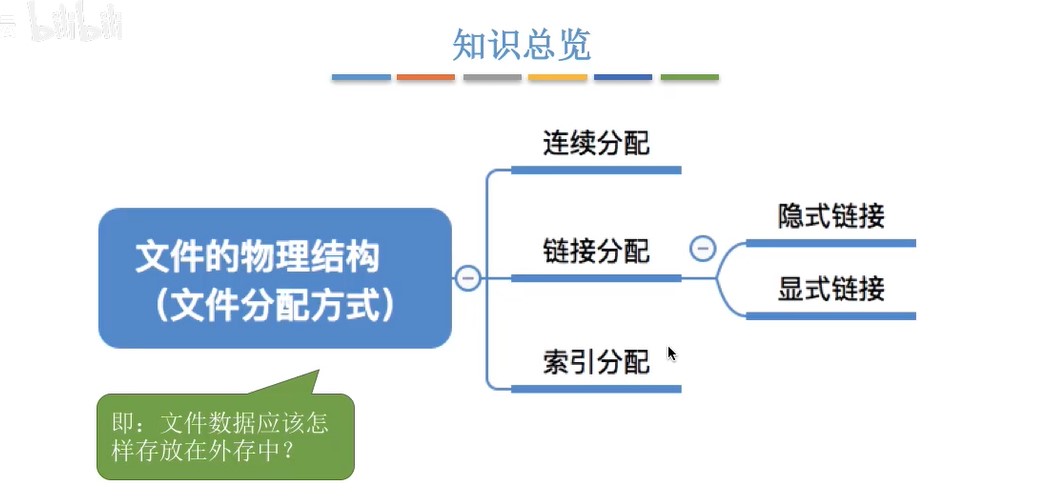 bilibili
知识总览
连续分配
隐式链接
文件的物理结构
链接分配
(文件分配方式)
显式链接
索引分配
即：文件数据应该怎
样存放在外存中？